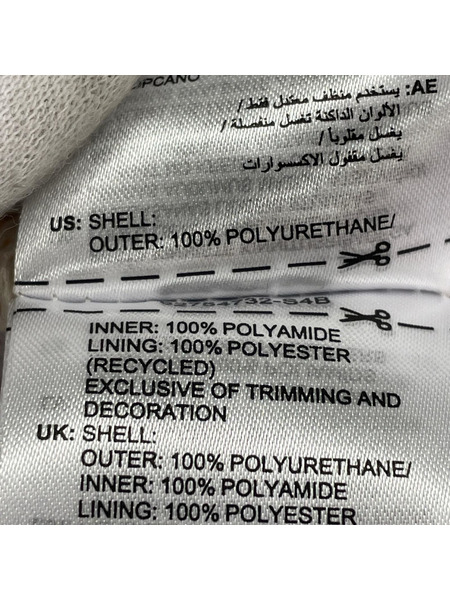 OPCANO
AE: يستخدم منظف معتدل فقط /
الألوان الداكنة تغسل منفصلة /
يغسل مقلوباً /
يغسل مقفول الاكسسوارات
US: SHELL:
OUTER: 100% POLYURETHANE/
INNER: 100% POLYAMIDE
LINING: 100% POLYESTER
(RECYCLED)
EXCLUSIVE OF TRIMMING AND
DECORATION
UK: SHELL:
OUTER: 100% POLYURETHANE/
INNER: 100% POLYAMIDE
LINING: 100% POLYESTER